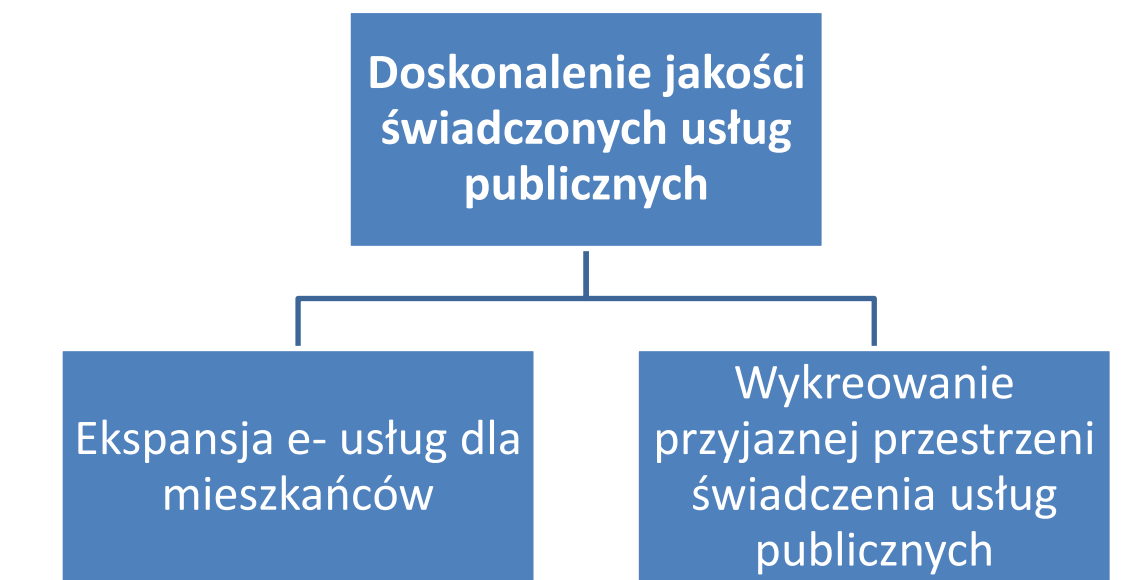 Doskonalenie jakości
świadczonych usług
publicznych
Ekspansja e- usług dla
mieszkańców
Wykreowanie
przyjaznej przestrzeni
świadczenia usług
publicznych